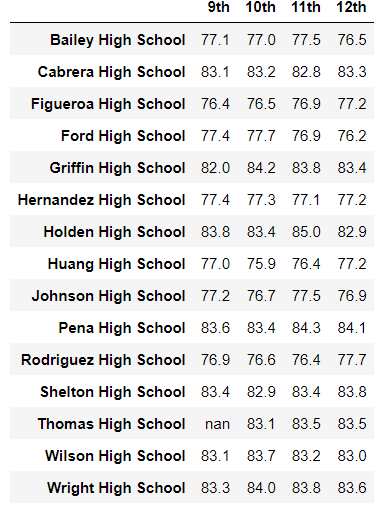 9th 10th 11th 12th
Bailey High School 77.1 77.0 77.5 76.5
Cabrera High School 83.1 83.2 82.8 83.3
Figueroa High School 76.4 76.5 76.9 77.2
Ford High School 77.4 77.7 76.9 76.2
Griffin High School 82.0 84.2 83.8 83.4
Hernandez High School 77.4 77.3 77.1 77.2
Holden High School 83.8 83.4 85.0 82.9
Huang High School 77.0 75.9 76.4 77.2
Johnson High School 77.2 76.7 77.5 76.9
Pena High School 83.6 83.4 84.3 84.1
Rodriguez High School 76.9 76.6 76.4 77.7
Shelton High School 83.4 82.9 83.4 83.8
Thomas High School nan 83.1 83.5 83.5
Wilson High School 83.1 83.7 83.2 83.0
Wright High School 83.3 84.0 83.8 83.6